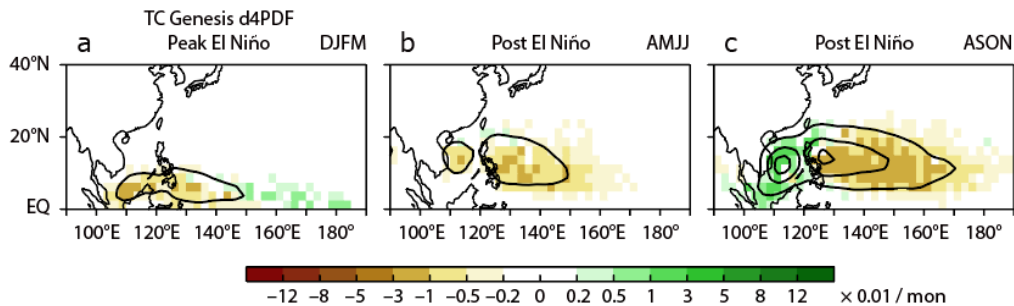 TC Genesis d4PDF
a Peak El Niño DJFM
b Post El Niño AMJJ
c Post El Niño ASON
40°N
20°N
EQ
100°E 120°E 140°E 160°E 180°
100°E 120°E 140°E 160°E 180°
100°E 120°E 140°E 160°E 180°
−12 −8 −5 −3 −1 −0.5 −0.2 0 0.2 0.5 1 3 5 8 12 × 0.01 / mon